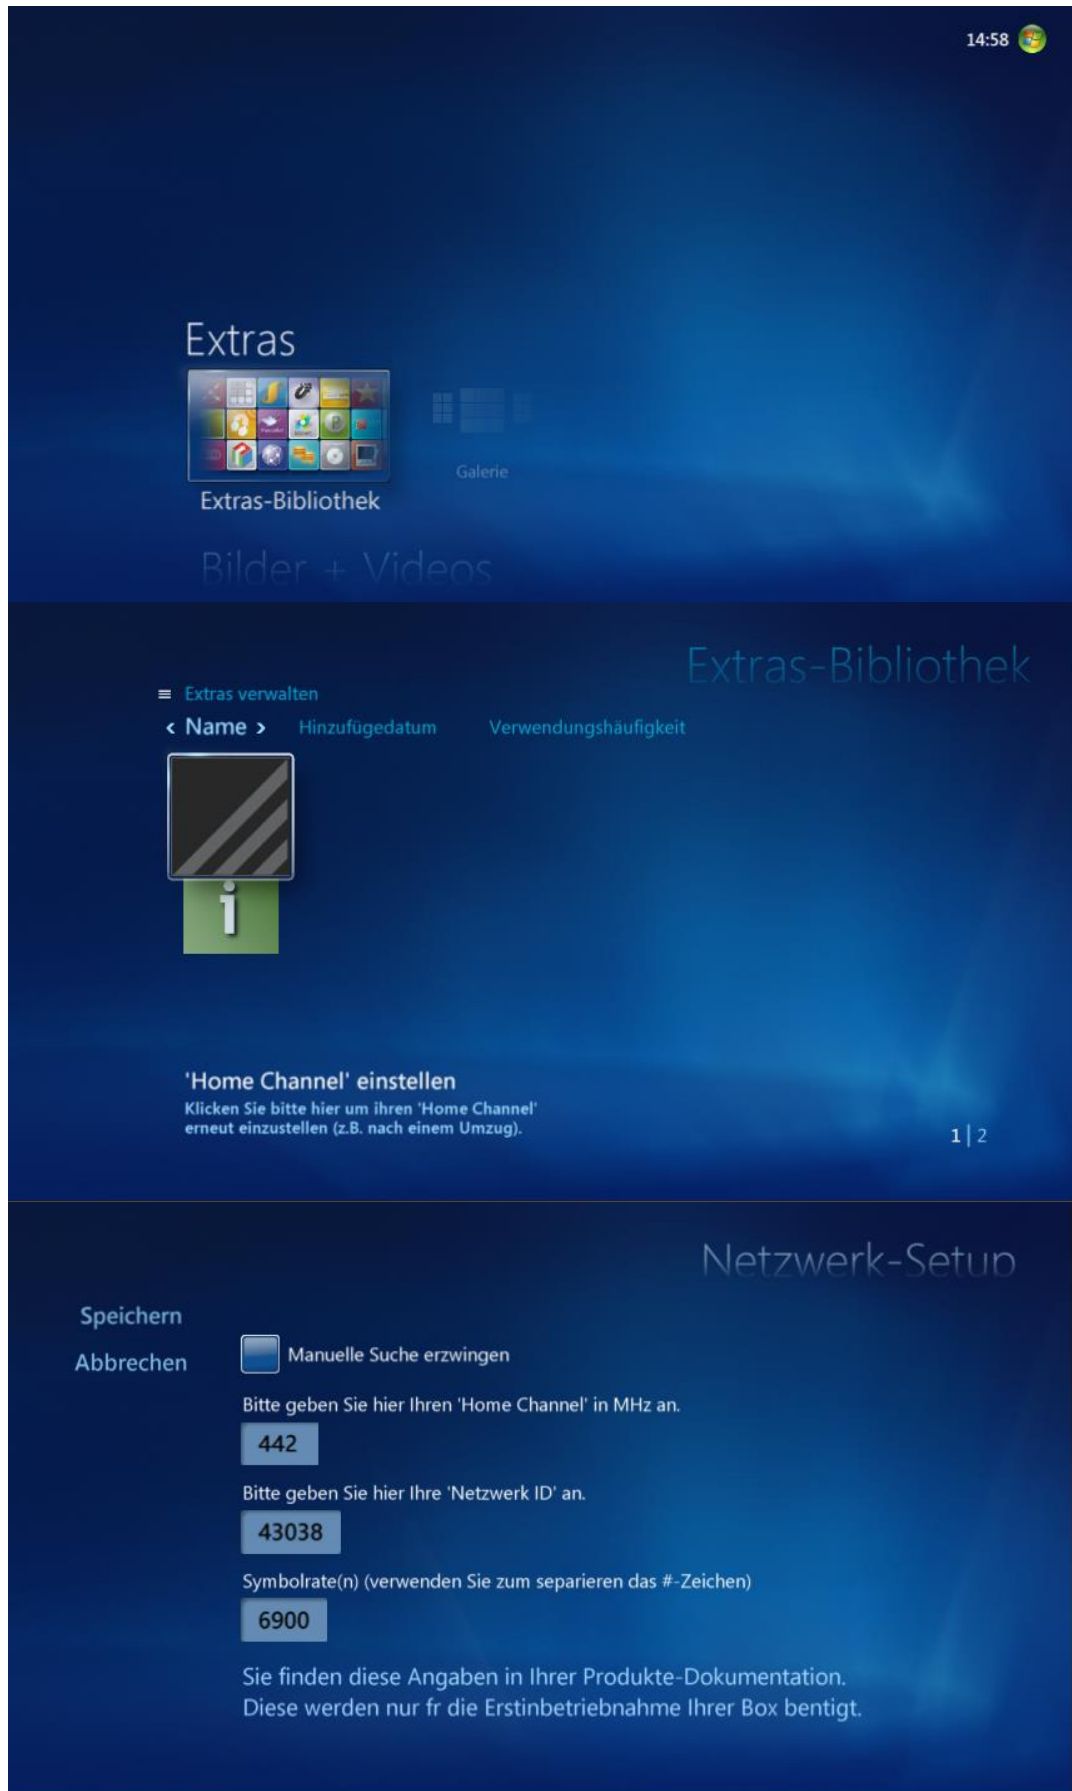 14:58
Extras
Galerie
Extras-Bibliothek
Bilder + Videos
Extras-Bibliothek
Extras verwalten
‹ Name › Hinzufügedatum Verwendungshäufigkeit
i
'Home Channel' einstellen
Klicken Sie bitte hier um ihren 'Home Channel'
erneut einzustellen (z.B. nach einem Umzug).
1 | 2
Netzwerk-Setup
Speichern
Abbrechen
Manuelle Suche erzwingen
Bitte geben Sie hier Ihren 'Home Channel' in MHz an.
442
Bitte geben Sie hier Ihre 'Netzwerk ID' an.
43038
Symbolrate(n) (verwenden Sie zum separieren das #-Zeichen)
6900
Sie finden diese Angaben in Ihrer Produkte-Dokumentation.
Diese werden nur fr die Erstinbetriebnahme Ihrer Box bentigt.